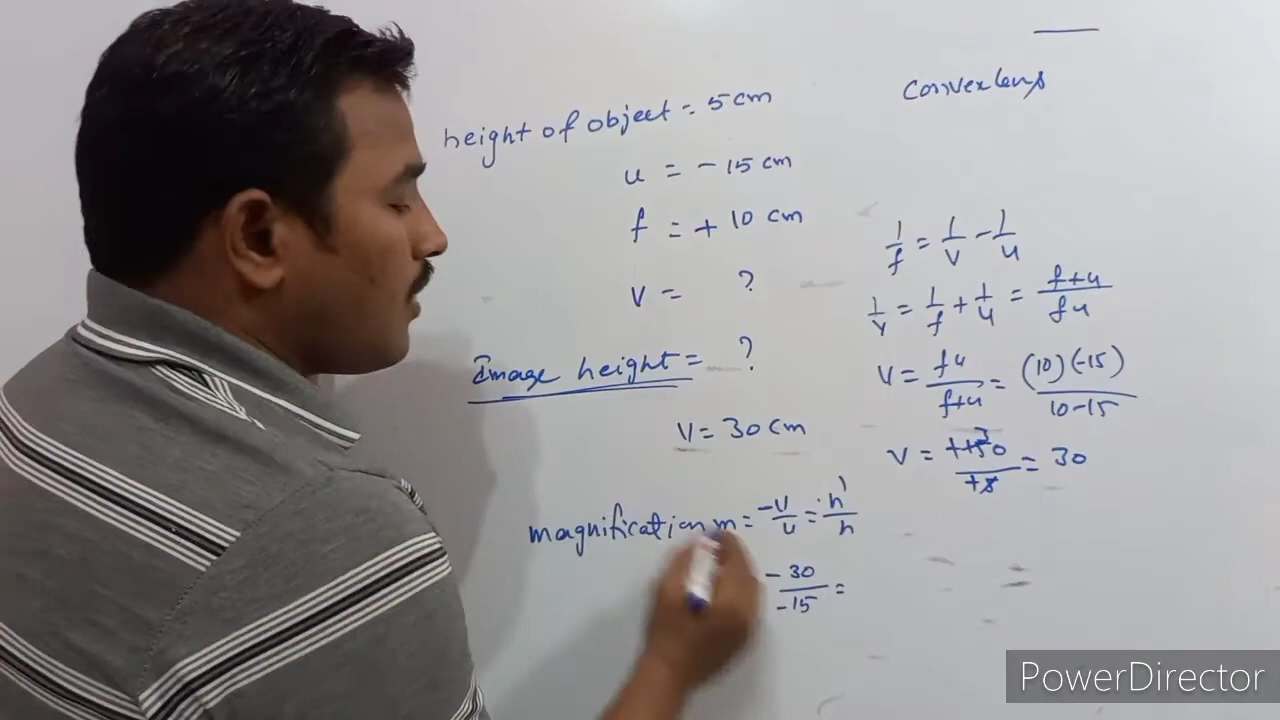 convex lens
height of object = 5 cm
u = - 15 cm
f = + 10 cm
v = ?
Image height = ?
v = 30 cm
magnification m = -v/u = h'/h
-30/-15 =
1/f = 1/v - 1/u
1/v = 1/f + 1/u = f+u/fu
v = fu/f+u = (10)(-15)/10-15
= 30
PowerDirector